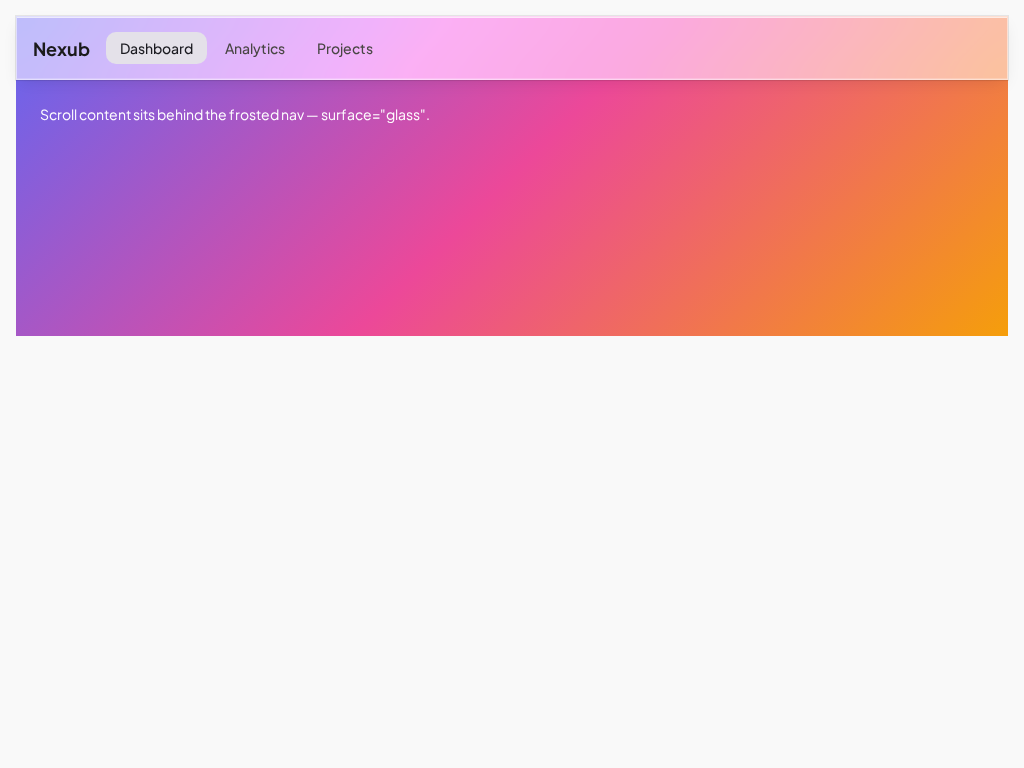 Nexub
Dashboard
Analytics
Projects
Scroll content sits behind the frosted nav — surface="glass".